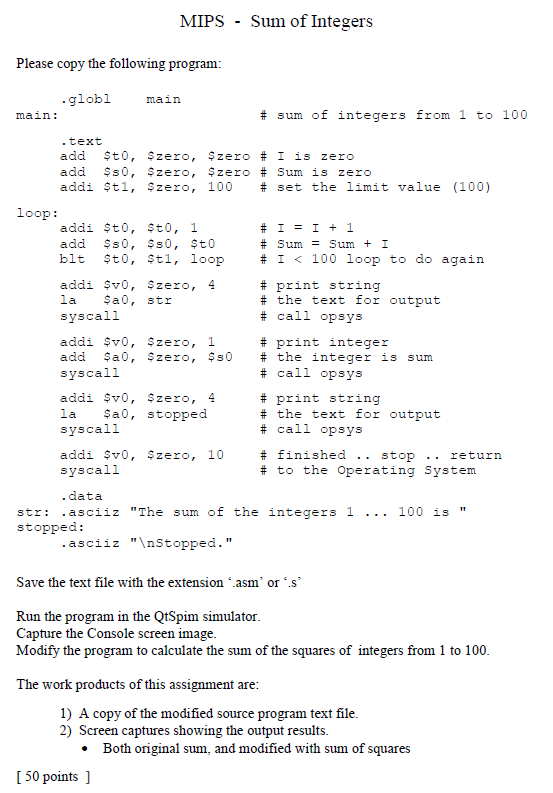 MIPS - Sum of Integers
Please copy the following program:
.globl main
main: # sum of integers from 1 to 100
.text
add $t0, $zero, $zero # I is zero
add $s0, $zero, $zero # Sum is zero
addi $t1, $zero, 100 # set the limit value (100)
loop:
addi $t0, $t0, 1 # I = I + 1
add $s0, $s0, $t0 # Sum = Sum + I
blt $t0, $t1, loop # I < 100 loop to do again
addi $v0, $zero, 4 # print string
la $a0, str # the text for output
syscall # call opsys
addi $v0, $zero, 1 # print integer
add $a0, $zero, $s0 # the integer is sum
syscall # call opsys
addi $v0, $zero, 4 # print string
la $a0, stopped # the text for output
syscall # call opsys
addi $v0, $zero, 10 # finished .. stop .. return
syscall # to the Operating System
.data
str: .asciiz "The sum of the integers 1 ... 100 is "
stopped:
.asciiz "\nStopped."
Save the text file with the extension ‘.asm’ or ‘.s’
Run the program in the QtSpim simulator.
Capture the Console screen image.
Modify the program to calculate the sum of the squares of integers from 1 to 100.
The work products of this assignment are:
1) A copy of the modified source program text file.
2) Screen captures showing the output results.
• Both original sum, and modified with sum of squares
[ 50 points ]